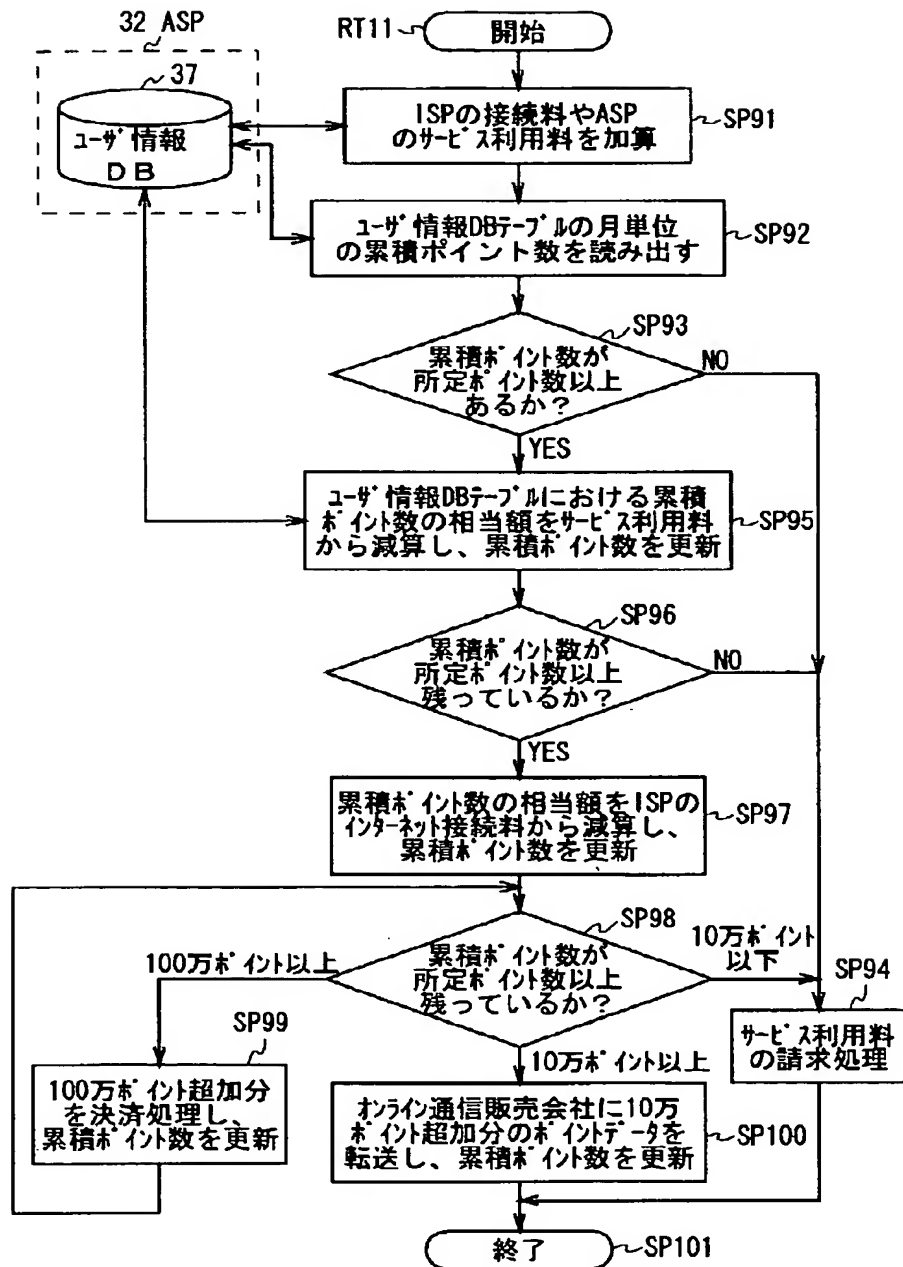 32 ASP
37
ユーザ情報
DB
RT11
開始
ISPの接続料やASP
のサービス利用料を加算
SP91
ユーザ情報DBテーブルの月単位
の累積ポイント数を読み出す
SP92
SP93
累積ポイント数が
所定ポイント数以上
あるか?
NO
YES
ユーザ情報DBテーブルにおける累積
ポイント数の相当額をサービス利用料
から減算し、累積ポイント数を更新
SP95
SP96
累積ポイント数が
所定ポイント数以上
残っているか?
NO
YES
累積ポイント数の相当額をISPの
インターネット接続料から減算し、
累積ポイント数を更新
SP97
SP98
累積ポイント数が
所定ポイント数以上
残っているか?
100万ポイント以上
10万ポイント
以下
SP94
サービス利用料
の請求処理
SP99
100万ポイント超加分
を決済処理し、
累積ポイント数を更新
10万ポイント以上
オンライン通信販売会社に10万
ポイント超加分のポイントデータを
転送し、累積ポイント数を更新
SP100
終了
SP101